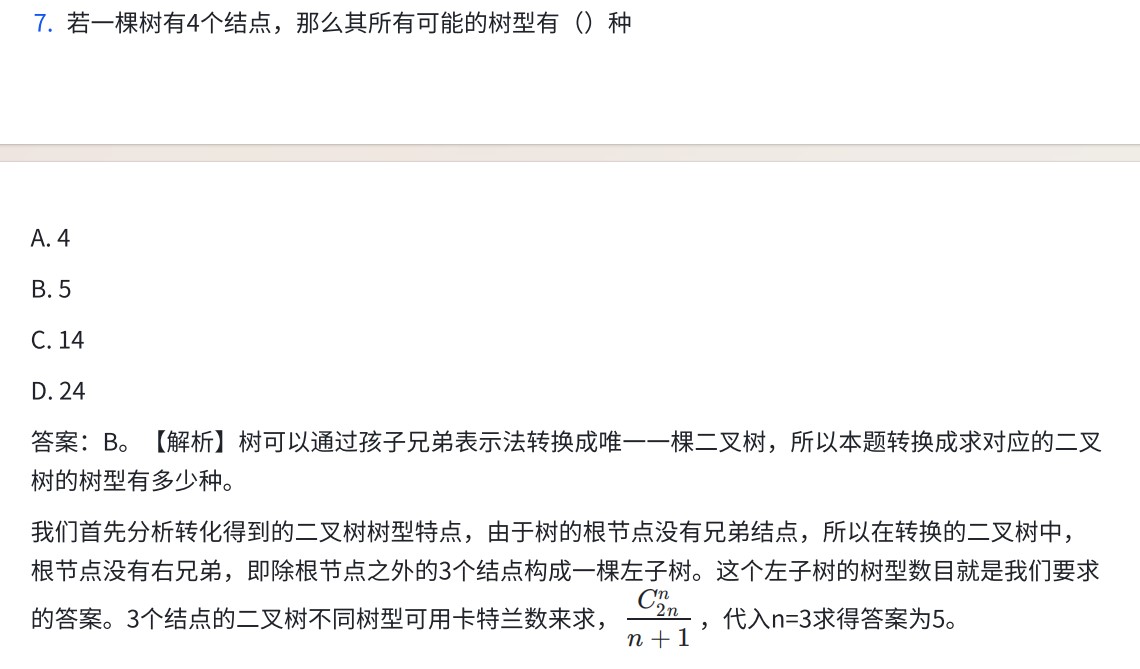 7. 若一棵树有4个结点，那么其所有可能的树型有（）种
A. 4
B. 5
C. 14
D. 24
答案：B。【解析】树可以通过孩子兄弟表示法转换成唯一一棵二叉树，所以本题转换成求对应的二叉
树的树型有多少种。
我们首先分析转化得到的二叉树树型特点，由于树的根节点没有兄弟结点，所以在转换的二叉树中，
根节点没有右兄弟，即除根节点之外的3个结点构成一棵左子树。这个左子树的树型数目就是我们要求
的答案。3个结点的二叉树不同树型可用卡特兰数来求，$\frac{C_{2n}^{n}}{n+1}$，代入n=3求得答案为5。